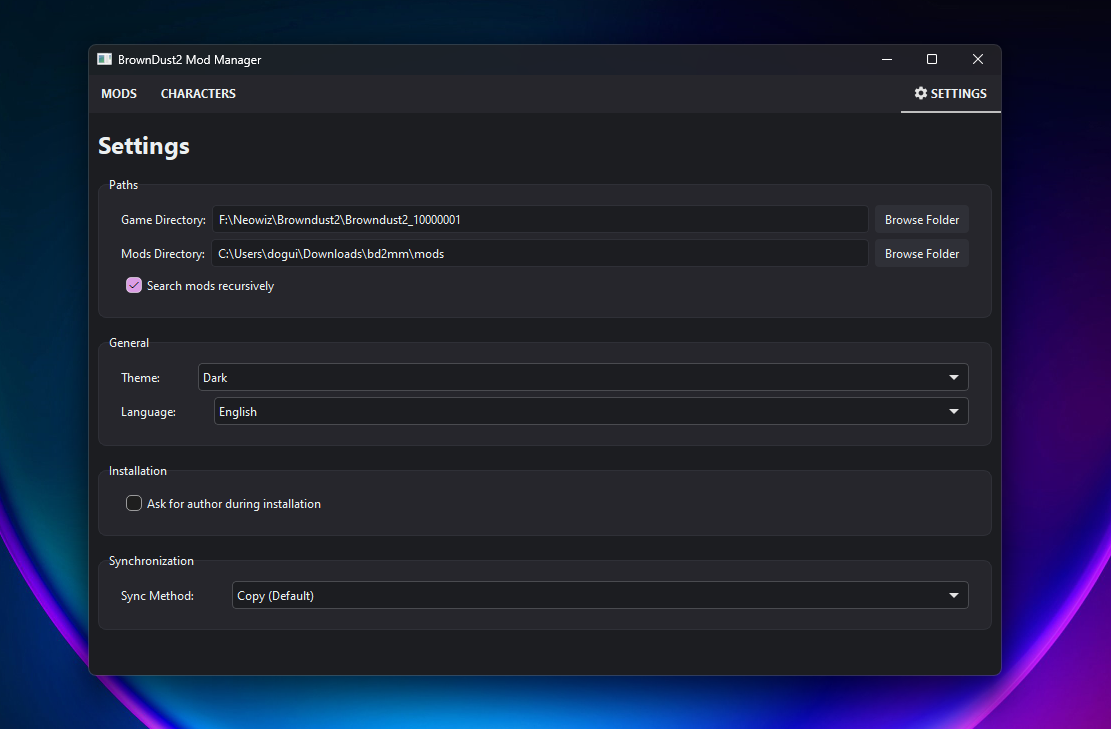 BrownDust2 Mod Manager
MODS CHARACTERS SETTINGS
Settings
Paths
Game Directory: F:\Neowiz\Browndust2\Browndust2_10000001 Browse Folder
Mods Directory: C:\Users\dogui\Downloads\bd2mm\mods Browse Folder
Search mods recursively
General
Theme: Dark
Language: English
Installation
Ask for author during installation
Synchronization
Sync Method: Copy (Default)